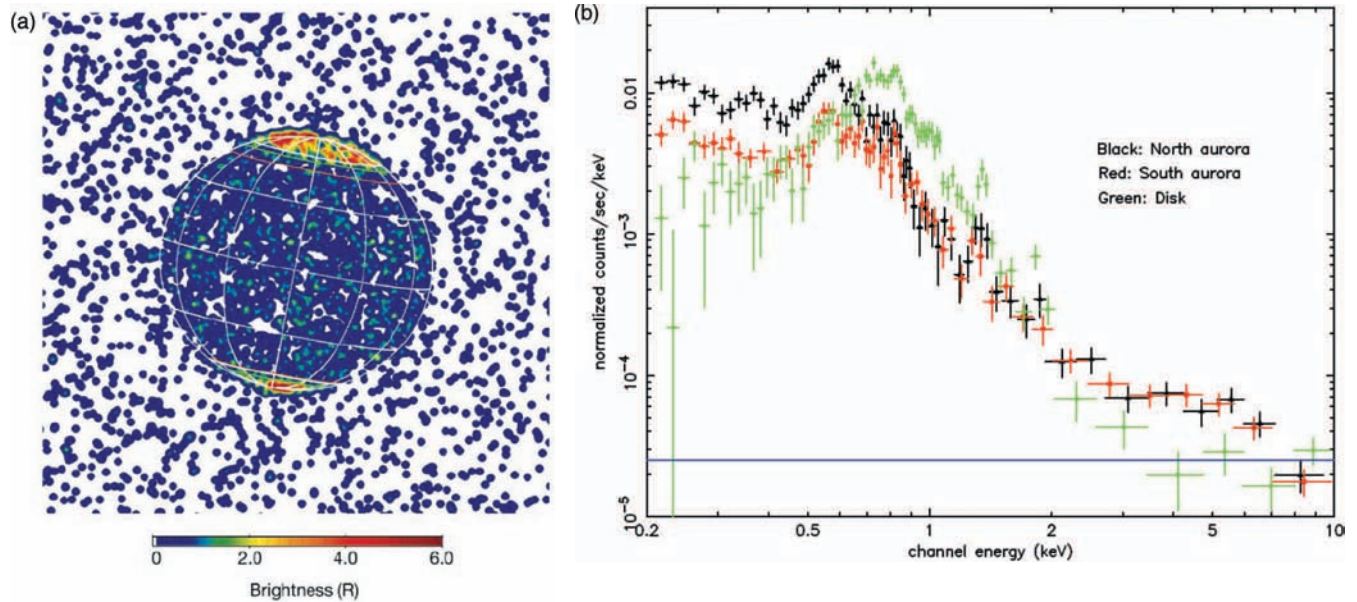 (a)
0 2.0 4.0 6.0
Brightness (R)
(b)
normalized counts/sec/keV
0.01
10⁻³
10⁻⁴
10⁻⁵
Black: North aurora
Red: South aurora
Green: Disk
0.2 0.5 1 2 5 10
channel energy (keV)